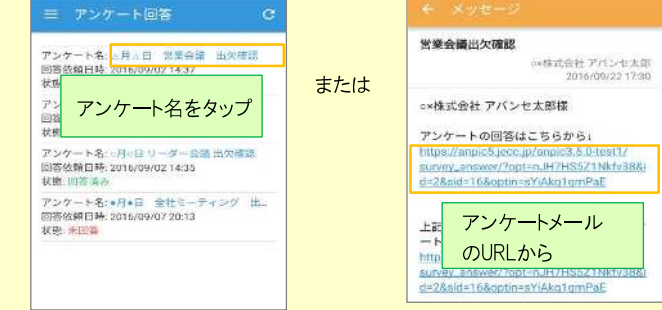 アンケート回答
アンケート名: ○月○日 営業会議 出欠確認
回答依頼日時: 2016/09/02 14:37
状態
アンケート名をタップ
アンケート名: ○月○日 リーダー会議 出欠確認
回答依頼日時: 2016/09/02 14:35
状態: 回答済み
アンケート名: ●月●日 全社ミーティング 出...
回答依頼日時: 2016/09/07 20:13
状態: 未回答
または
メッセージ
営業会議出欠確認
○×株式会社 アバンセ太郎
2016/09/22 17:30
○×株式会社 アバンセ太郎様
アンケートの回答はこちらから↓
https://anpic5.jecc.jp/anpic3.5.0-test1/
survey_answer/?opt=nJH7HS5Z1Nkfv38&i
d=2&sid=16&optin=sYiAkq1qmPaE
上記
アンケートメール
のURLから
http
survey_answer/?opt=nJH7HS5Z1Nkfv38&i
d=2&sid=16&optin=sYiAkq1qmPaE